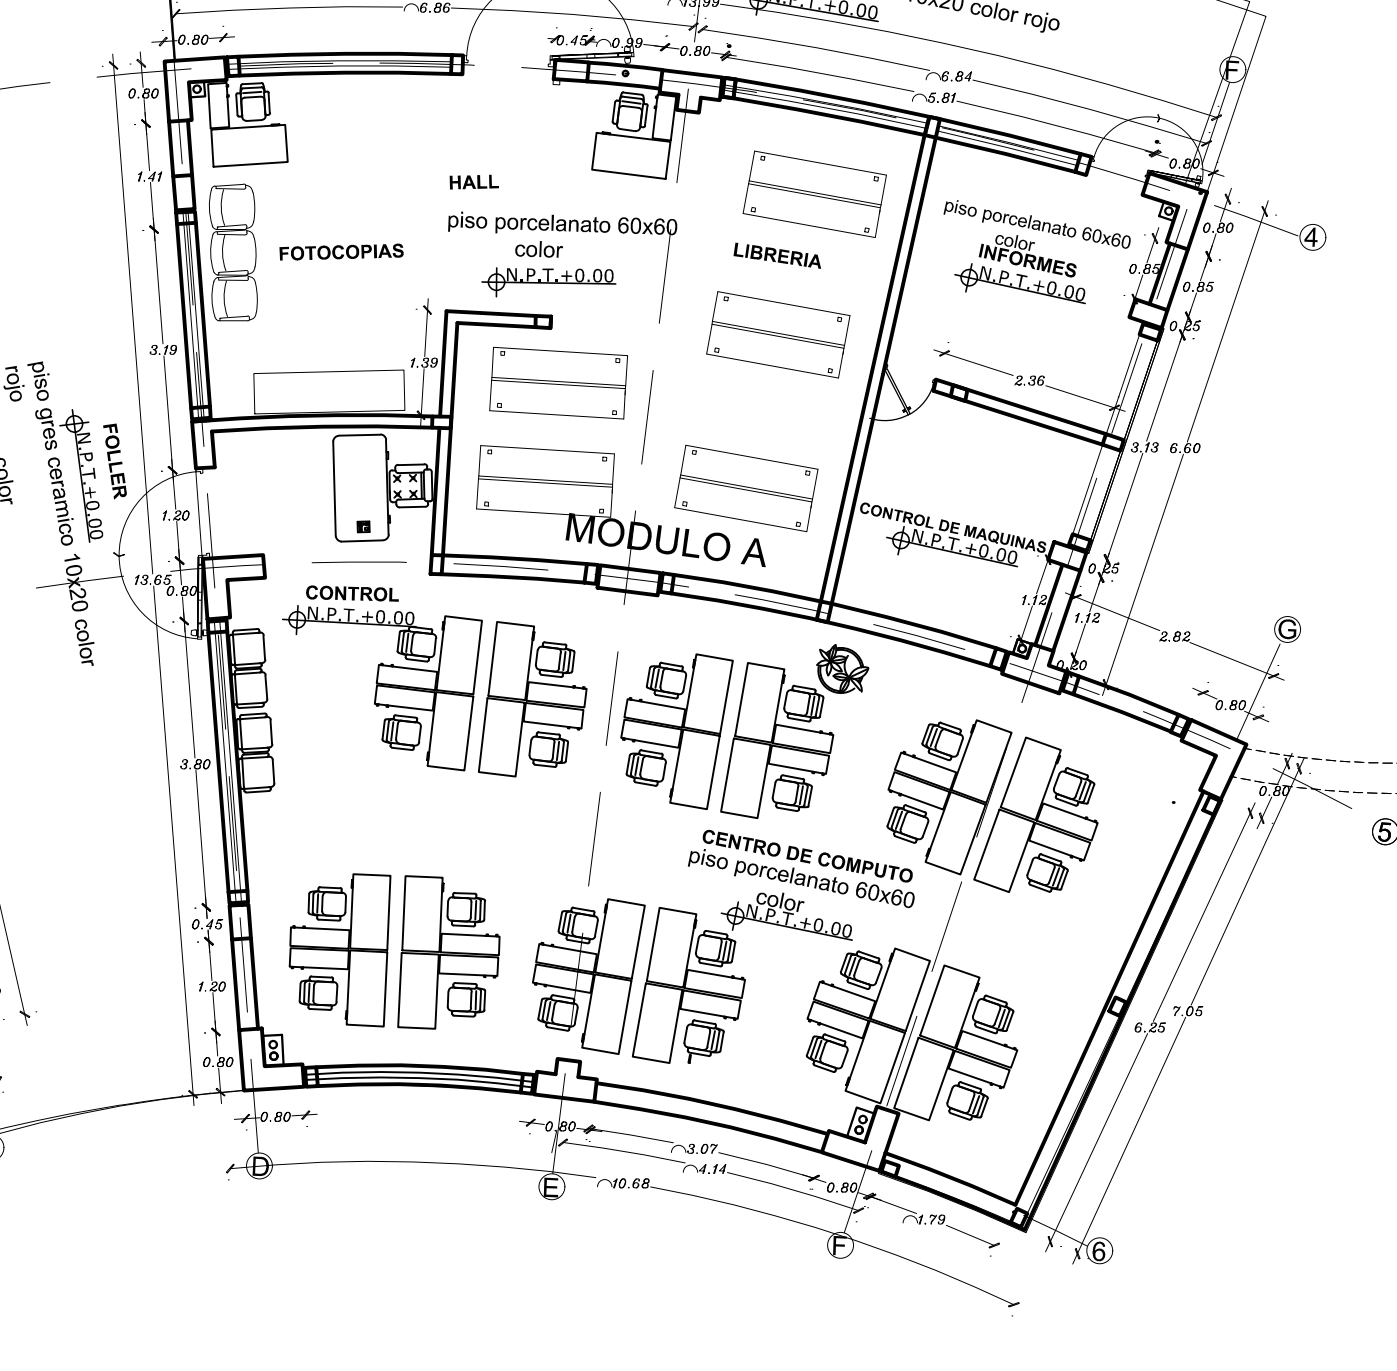 6.86
13.99
N.P.T.+0.00
10x20 color rojo
0.80
0.45
0.99
0.80
6.84
5.81
F
0.80
0.80
1.41
HALL
piso porcelanato 60x60
color
N.P.T.+0.00
FOTOCOPIAS
LIBRERIA
piso porcelanato 60x60
color
INFORMES
N.P.T.+0.00
0.80
4
0.85
0.85
0.25
3.19
1.39
2.36
3.13
6.60
FOLLER
N.P.T.+0.00
piso gres ceramico 10x20 color
rojo
color
1.20
MODULO A
CONTROL DE MAQUINAS
N.P.T.+0.00
0.25
13.65
0.80
CONTROL
N.P.T.+0.00
1.12
1.12
2.82
G
0.20
0.80
3.80
0.80
5
CENTRO DE COMPUTO
piso porcelanato 60x60
color
N.P.T.+0.00
0.45
1.20
0.80
6.25
7.05
0.80
0.80
3.07
4.14
10.68
0.80
1.79
D
E
F
6